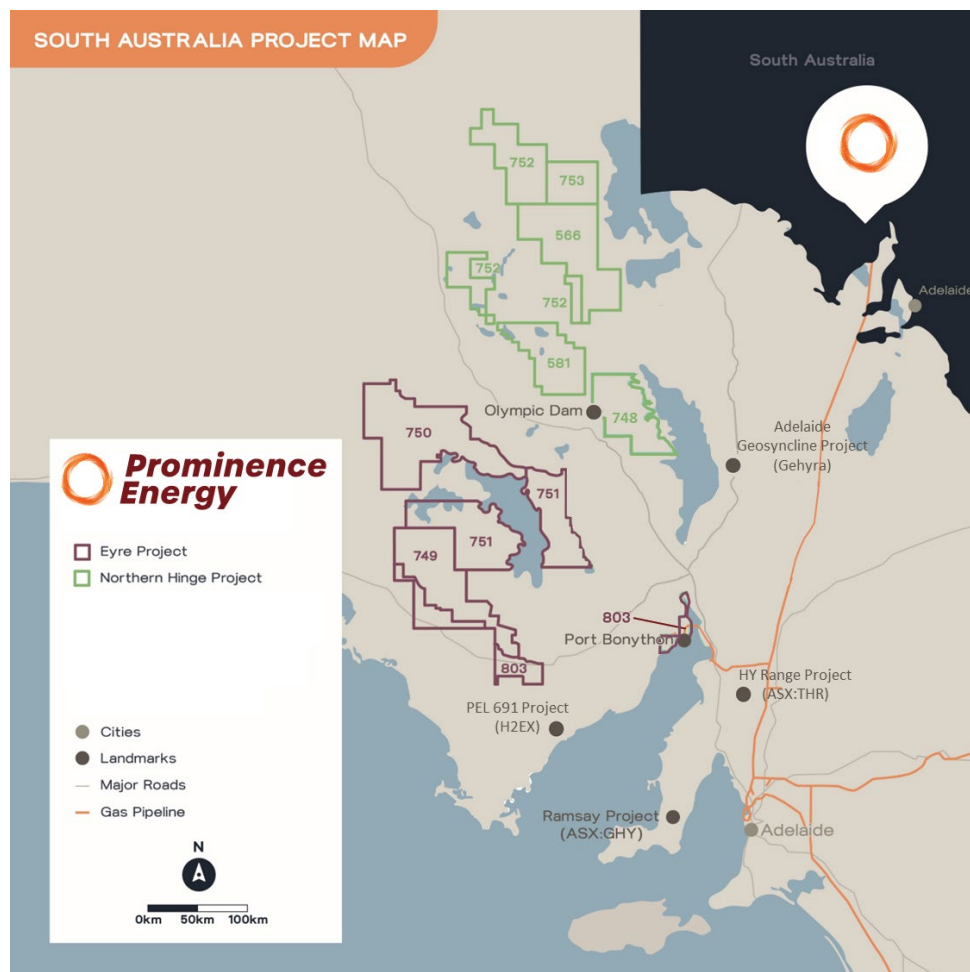 SOUTH AUSTRALIA PROJECT MAP
South Australia
752
753
566
752
752
Adelaide
581
Olympic Dam
748
Adelaide
Geosyncline Project
(Gehyra)
750
751
751
749
803
Port Bonython
803
HY Range Project
(ASX:THR)
PEL 691 Project
(H2EX)
Ramsay Project
(ASX:GHY)
Adelaide
Prominence
Energy
Eyre Project
Northern Hinge Project
Cities
Landmarks
Major Roads
Gas Pipeline
N
0km 50km 100km